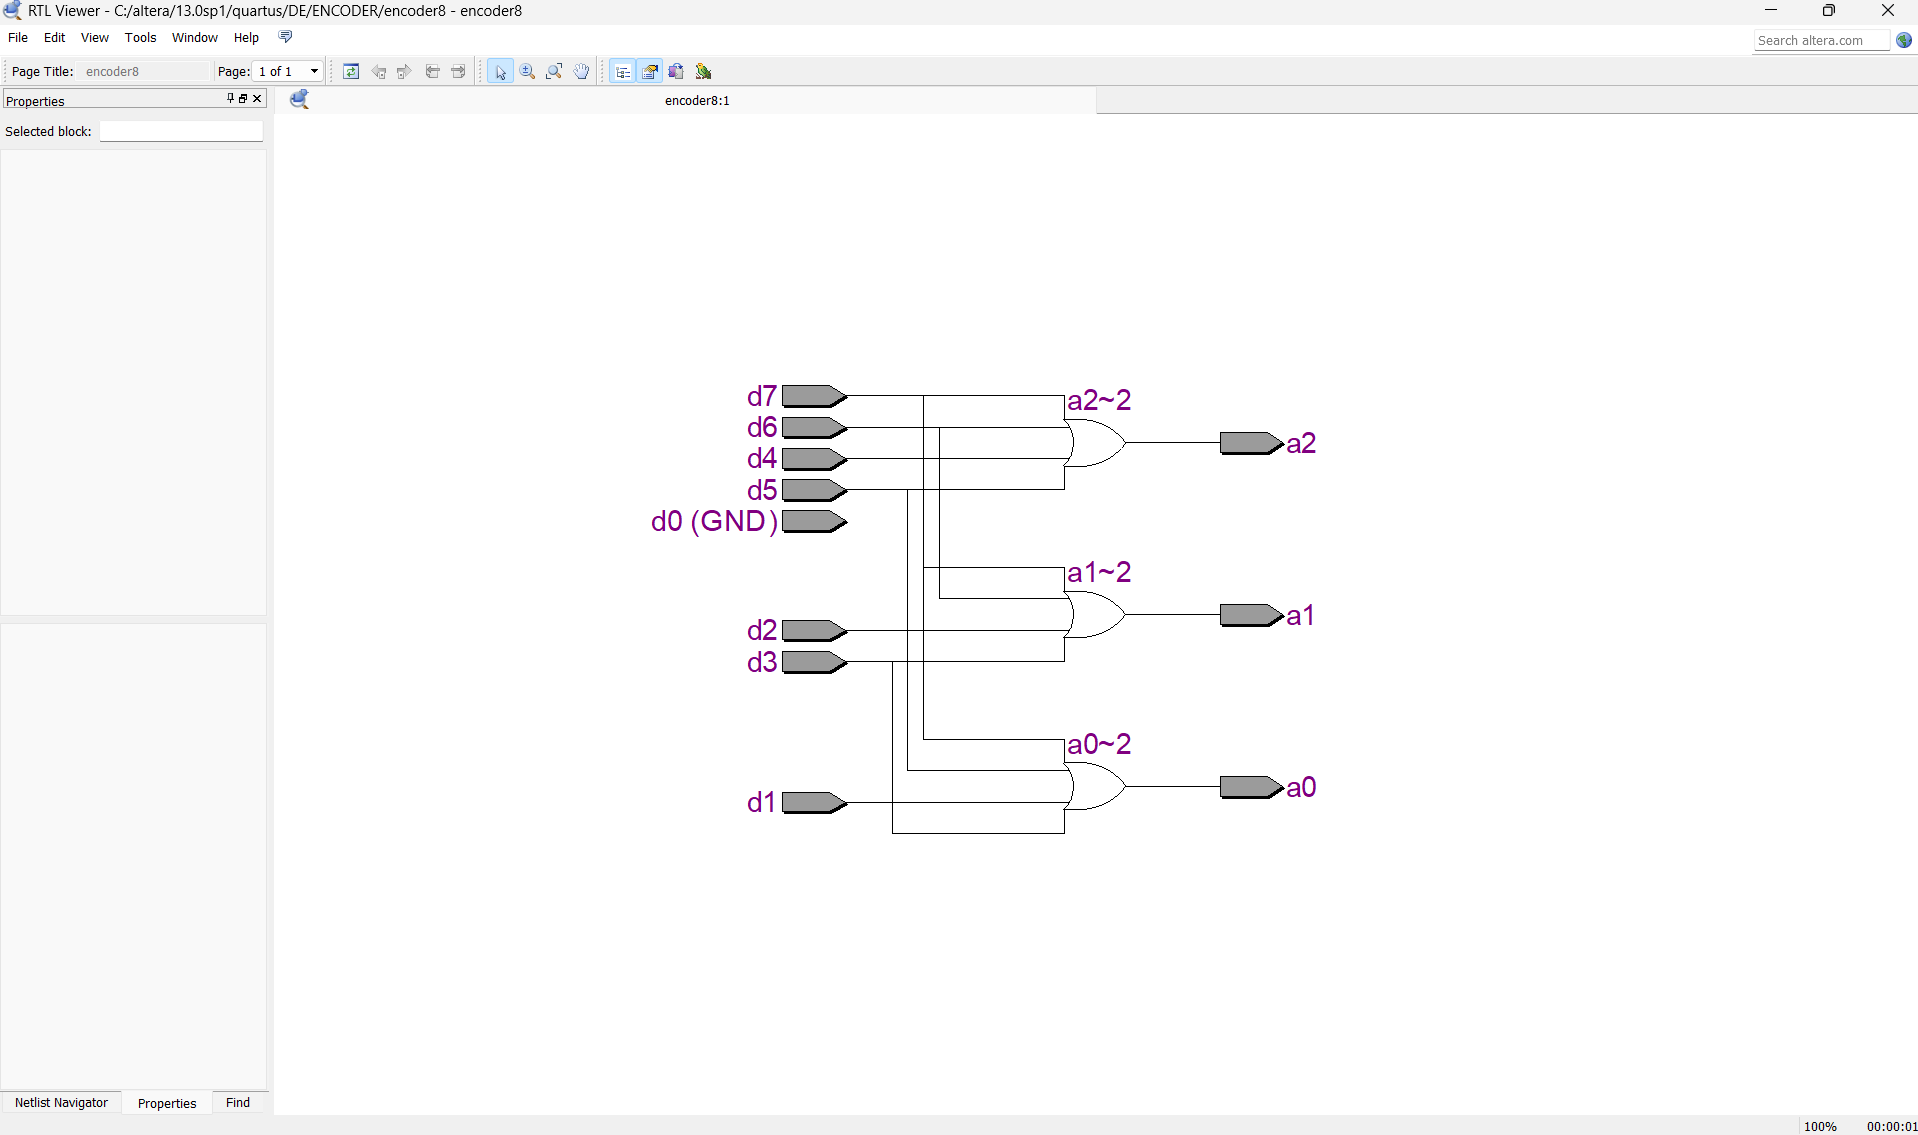 RTL Viewer - C:/altera/13.0sp1/quartus/DE/ENCODER/encoder8 - encoder8
File Edit View Tools Window Help
Search altera.com
Page Title: encoder8 Page: 1 of 1
Properties
encoder8:1
Selected block:
d7
a2~2
d6
a2
d4
d5
d0 (GND)
a1~2
a1
d2
d3
a0~2
a0
d1
Netlist Navigator Properties Find
100% 00:00:01